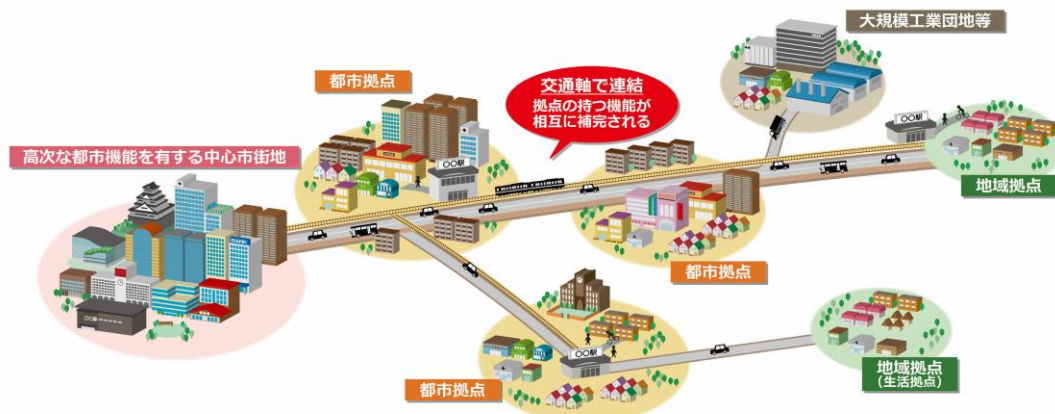 大規模工業団地等
都市拠点
交通軸で連結
拠点の持つ機能が
相互に補完される
〇〇駅
〇〇駅
高次な都市機能を有する中心市街地
地域拠点
BANK
都市拠点
〇〇駅
〇〇駅
都市拠点
地域拠点
(生活拠点)